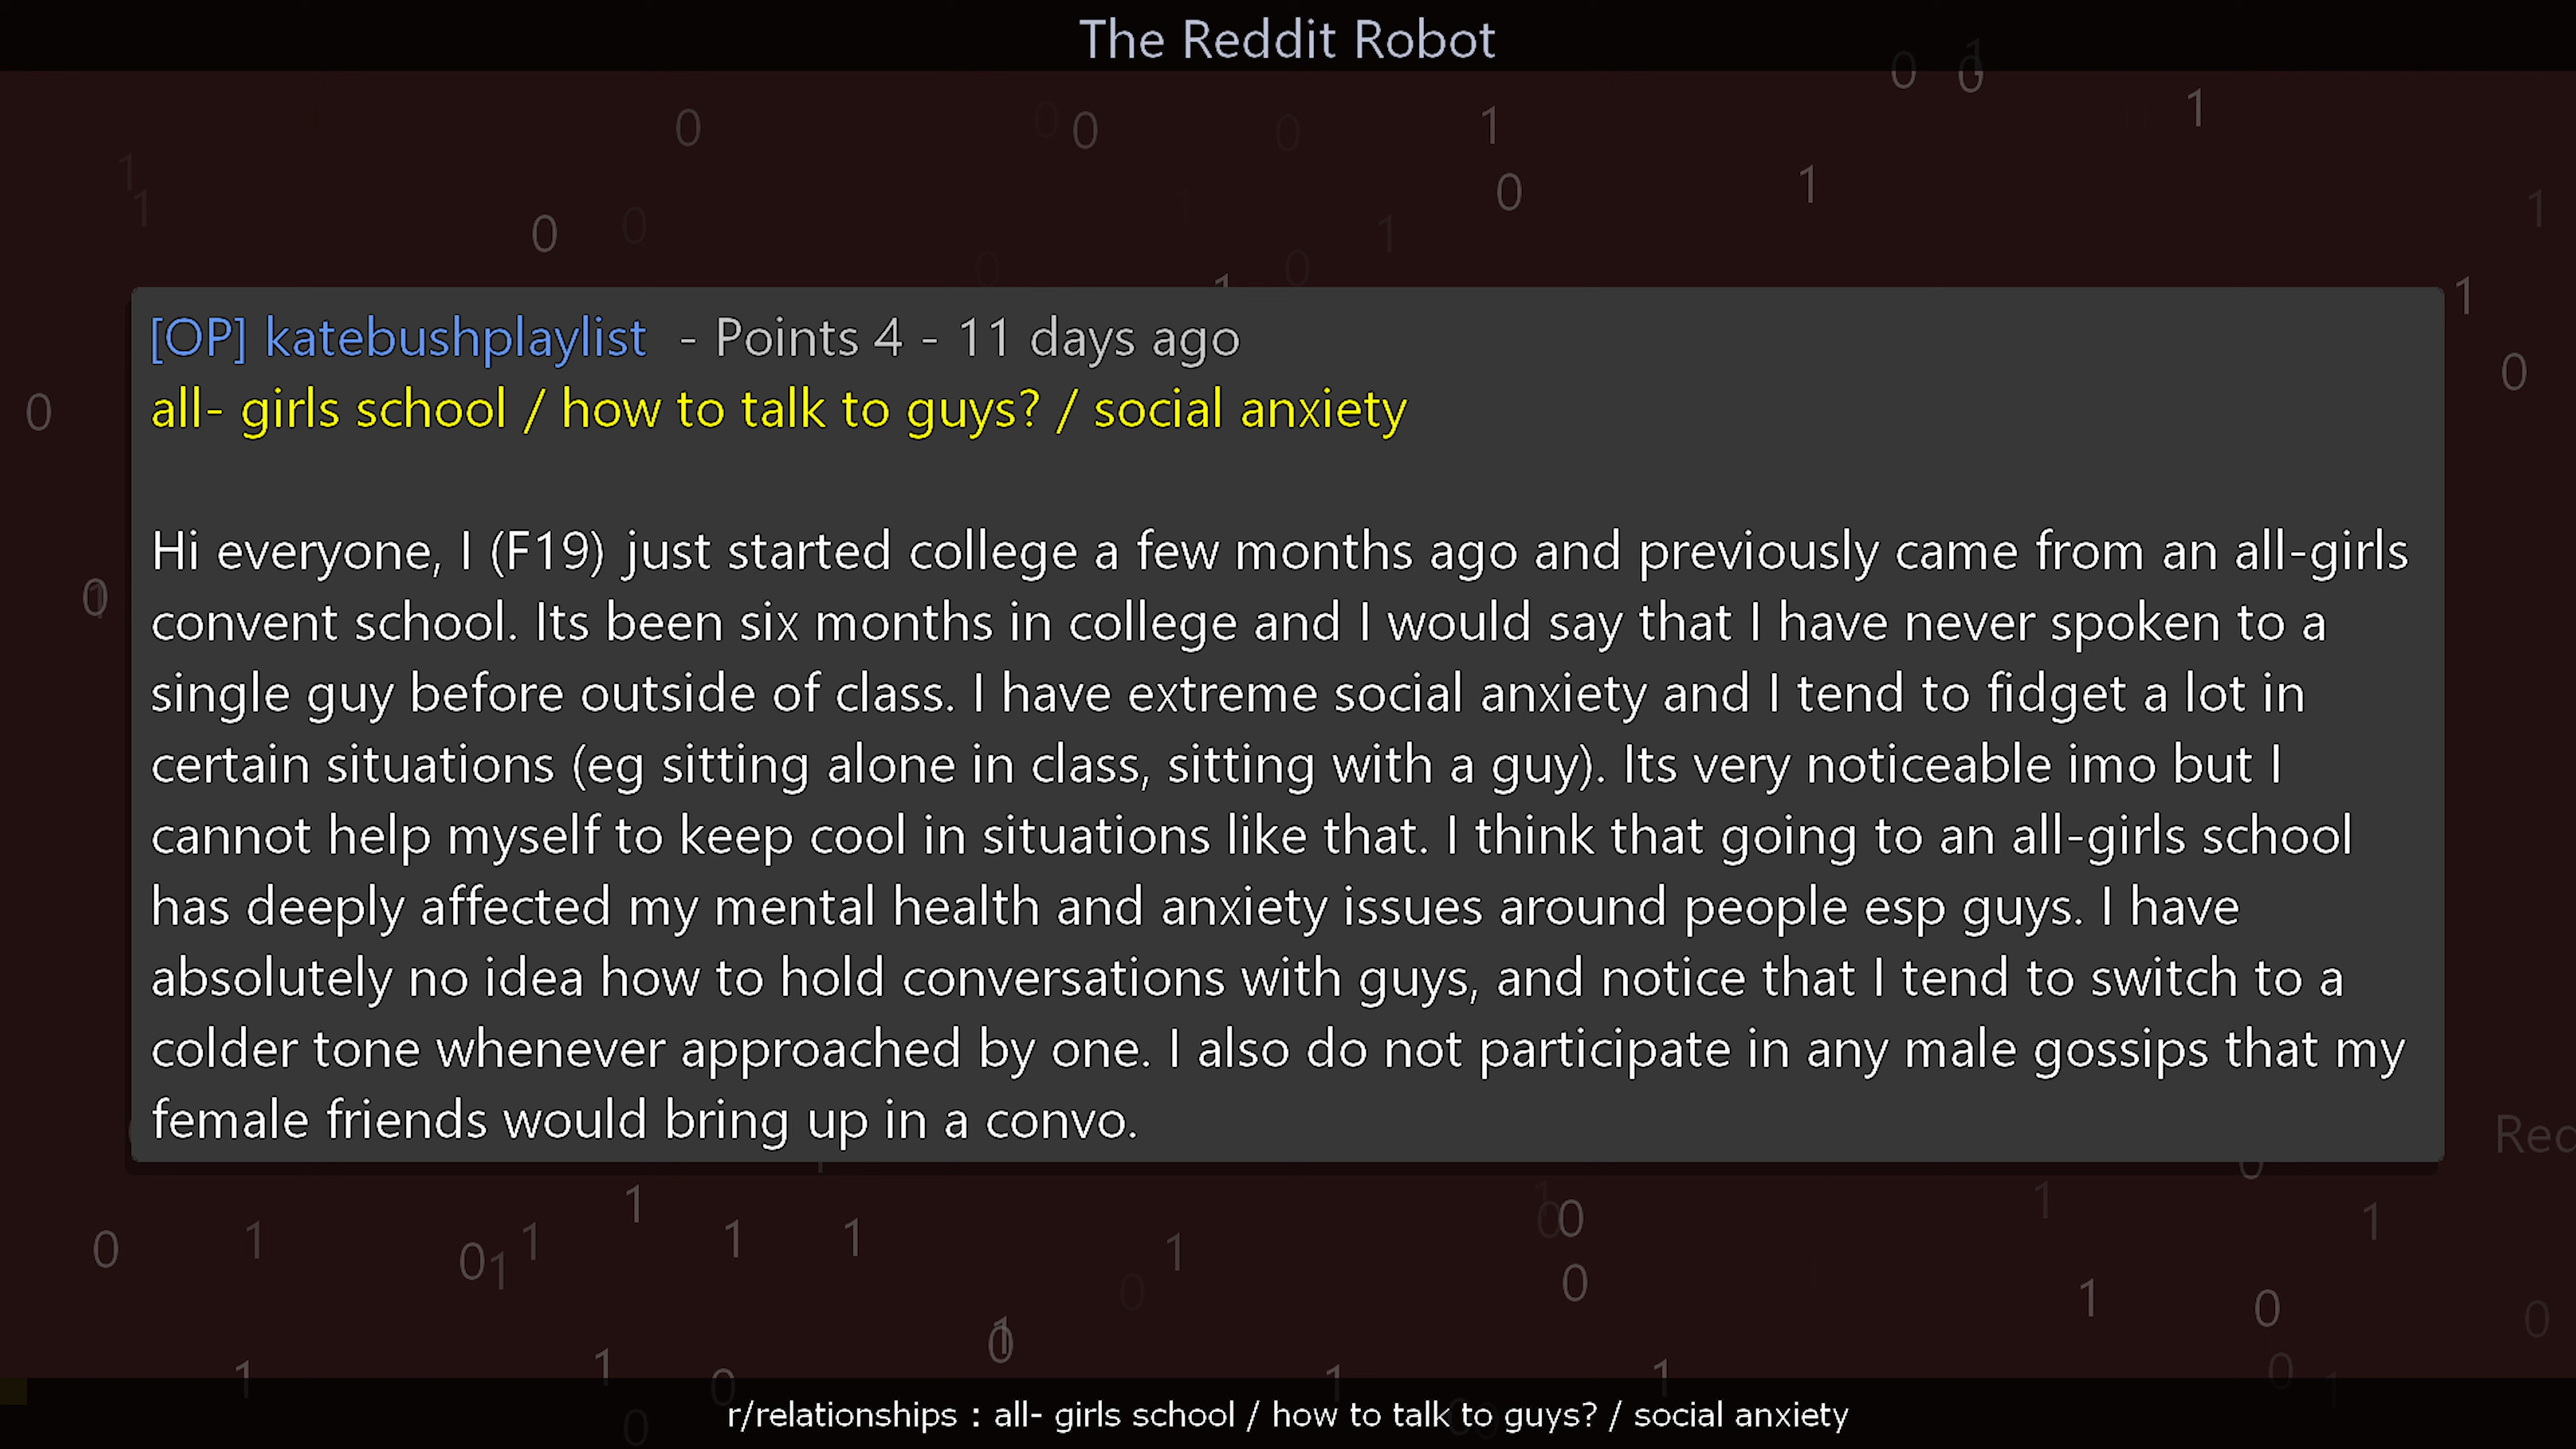 The Reddit Robot
[OP] katebushplaylist - Points 4 - 11 days ago
all- girls school / how to talk to guys? / social anxiety
Hi everyone, I (F19) just started college a few months ago and previously came from an all-girls
convent school. Its been six months in college and I would say that I have never spoken to a
single guy before outside of class. I have extreme social anxiety and I tend to fidget a lot in
certain situations (eg sitting alone in class, sitting with a guy). Its very noticeable imo but I
cannot help myself to keep cool in situations like that. I think that going to an all-girls school
has deeply affected my mental health and anxiety issues around people esp guys. I have
absolutely no idea how to hold conversations with guys, and notice that I tend to switch to a
colder tone whenever approached by one. I also do not participate in any male gossips that my
female friends would bring up in a convo.
r/relationships : all- girls school / how to talk to guys? / social anxiety